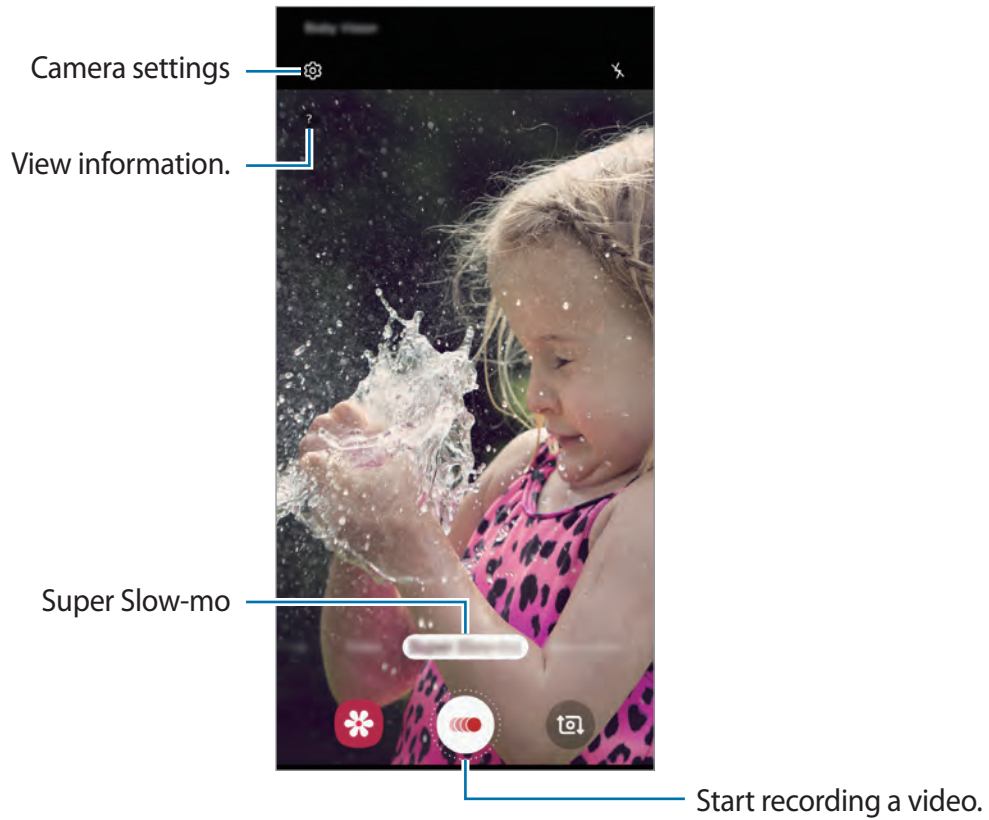 Camera settings
?
View information.
Super Slow-mo
Start recording a video.